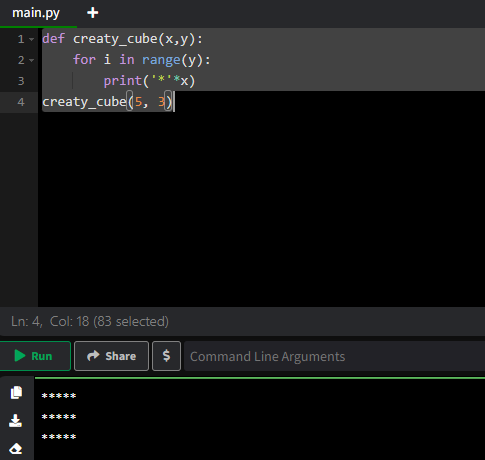 main.py +
1 def creaty_cube(x,y):
2     for i in range(y):
3         print('*'*x)
4 creaty_cube(5, 3)
Ln: 4, Col: 18 (83 selected)
Run Share $ Command Line Arguments
*****
*****
*****